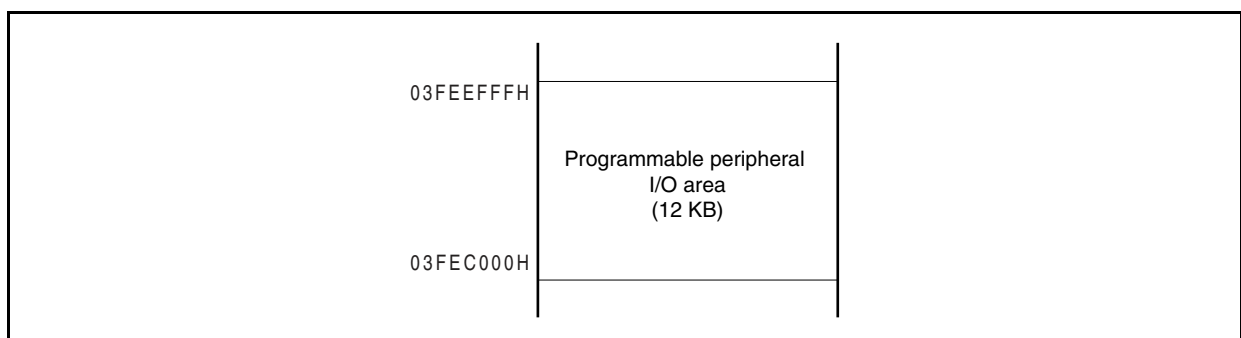 03FEEFFFH
Programmable peripheral
I/O area
(12 KB)
03FEC000H